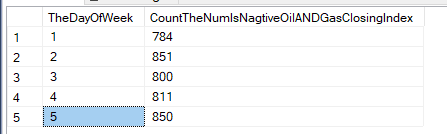 TheDayOfWeek CountTheNumIsNagtiveOilANDGasClosingIndex
1 1 784
2 2 851
3 3 800
4 4 811
5 5 850